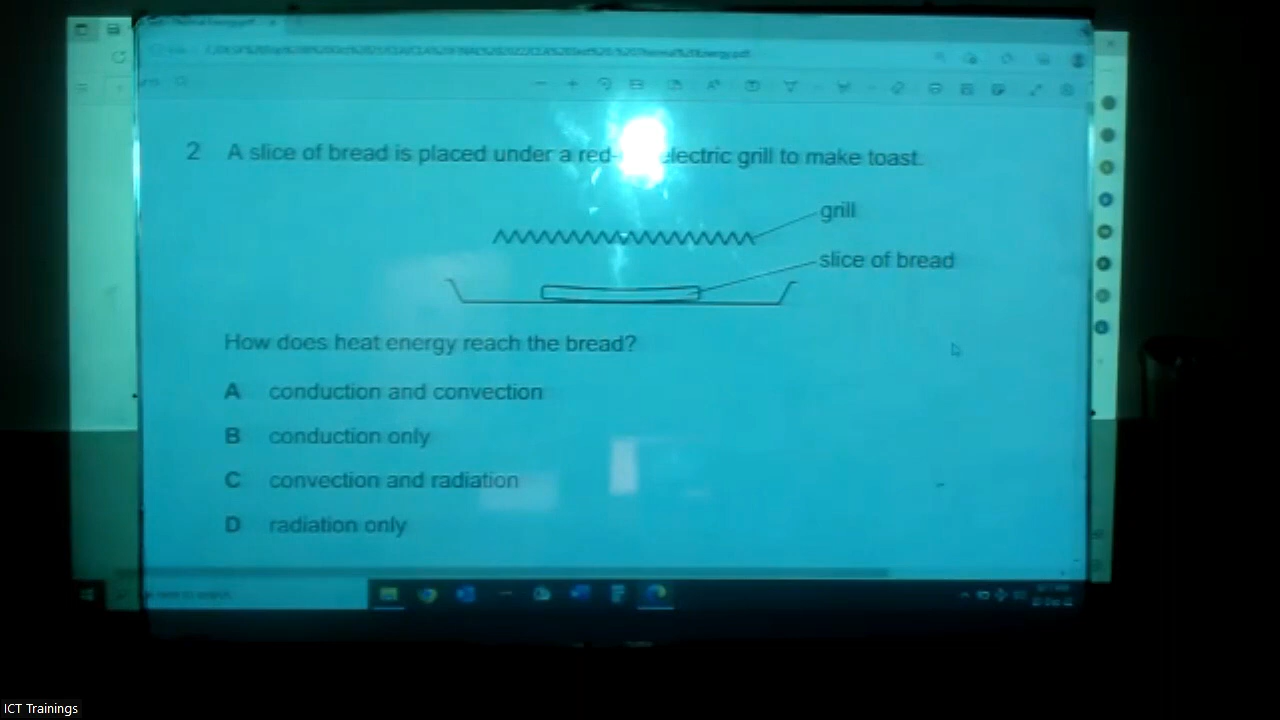 2 A slice of bread is placed under a red- electric grill to make toast.
grill
slice of bread
How does heat energy reach the bread?
A conduction and convection
B conduction only
C convection and radiation
D radiation only
ICT Trainings